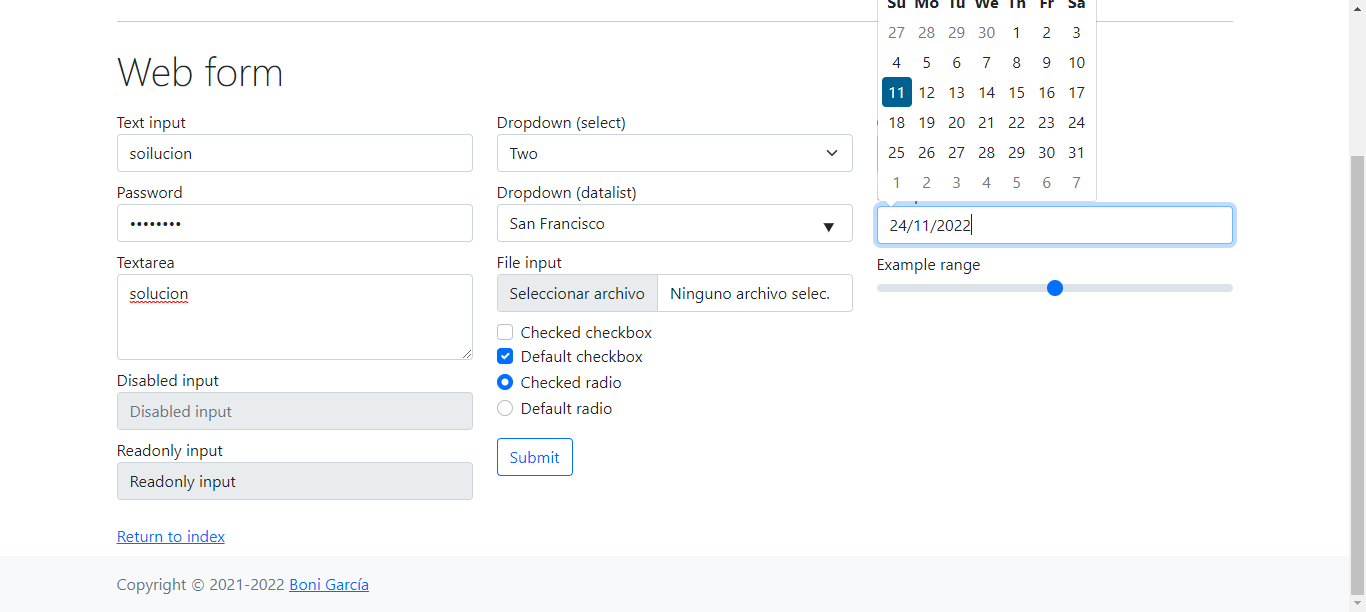 Su Mo Tu We Th Fr Sa
27 28 29 30 1 2 3
4 5 6 7 8 9 10
11 12 13 14 15 16 17
18 19 20 21 22 23 24
25 26 27 28 29 30 31
1 2 3 4 5 6 7
Web form
Text input
soilucion
Password
••••••••
Textarea
solucion
Disabled input
Disabled input
Readonly input
Readonly input
Dropdown (select)
Two
Dropdown (datalist)
San Francisco
File input
Seleccionar archivo Ninguno archivo selec.
Checked checkbox
Default checkbox
Checked radio
Default radio
Submit
24/11/2022
Example range
Return to index
Copyright © 2021-2022 Boni García